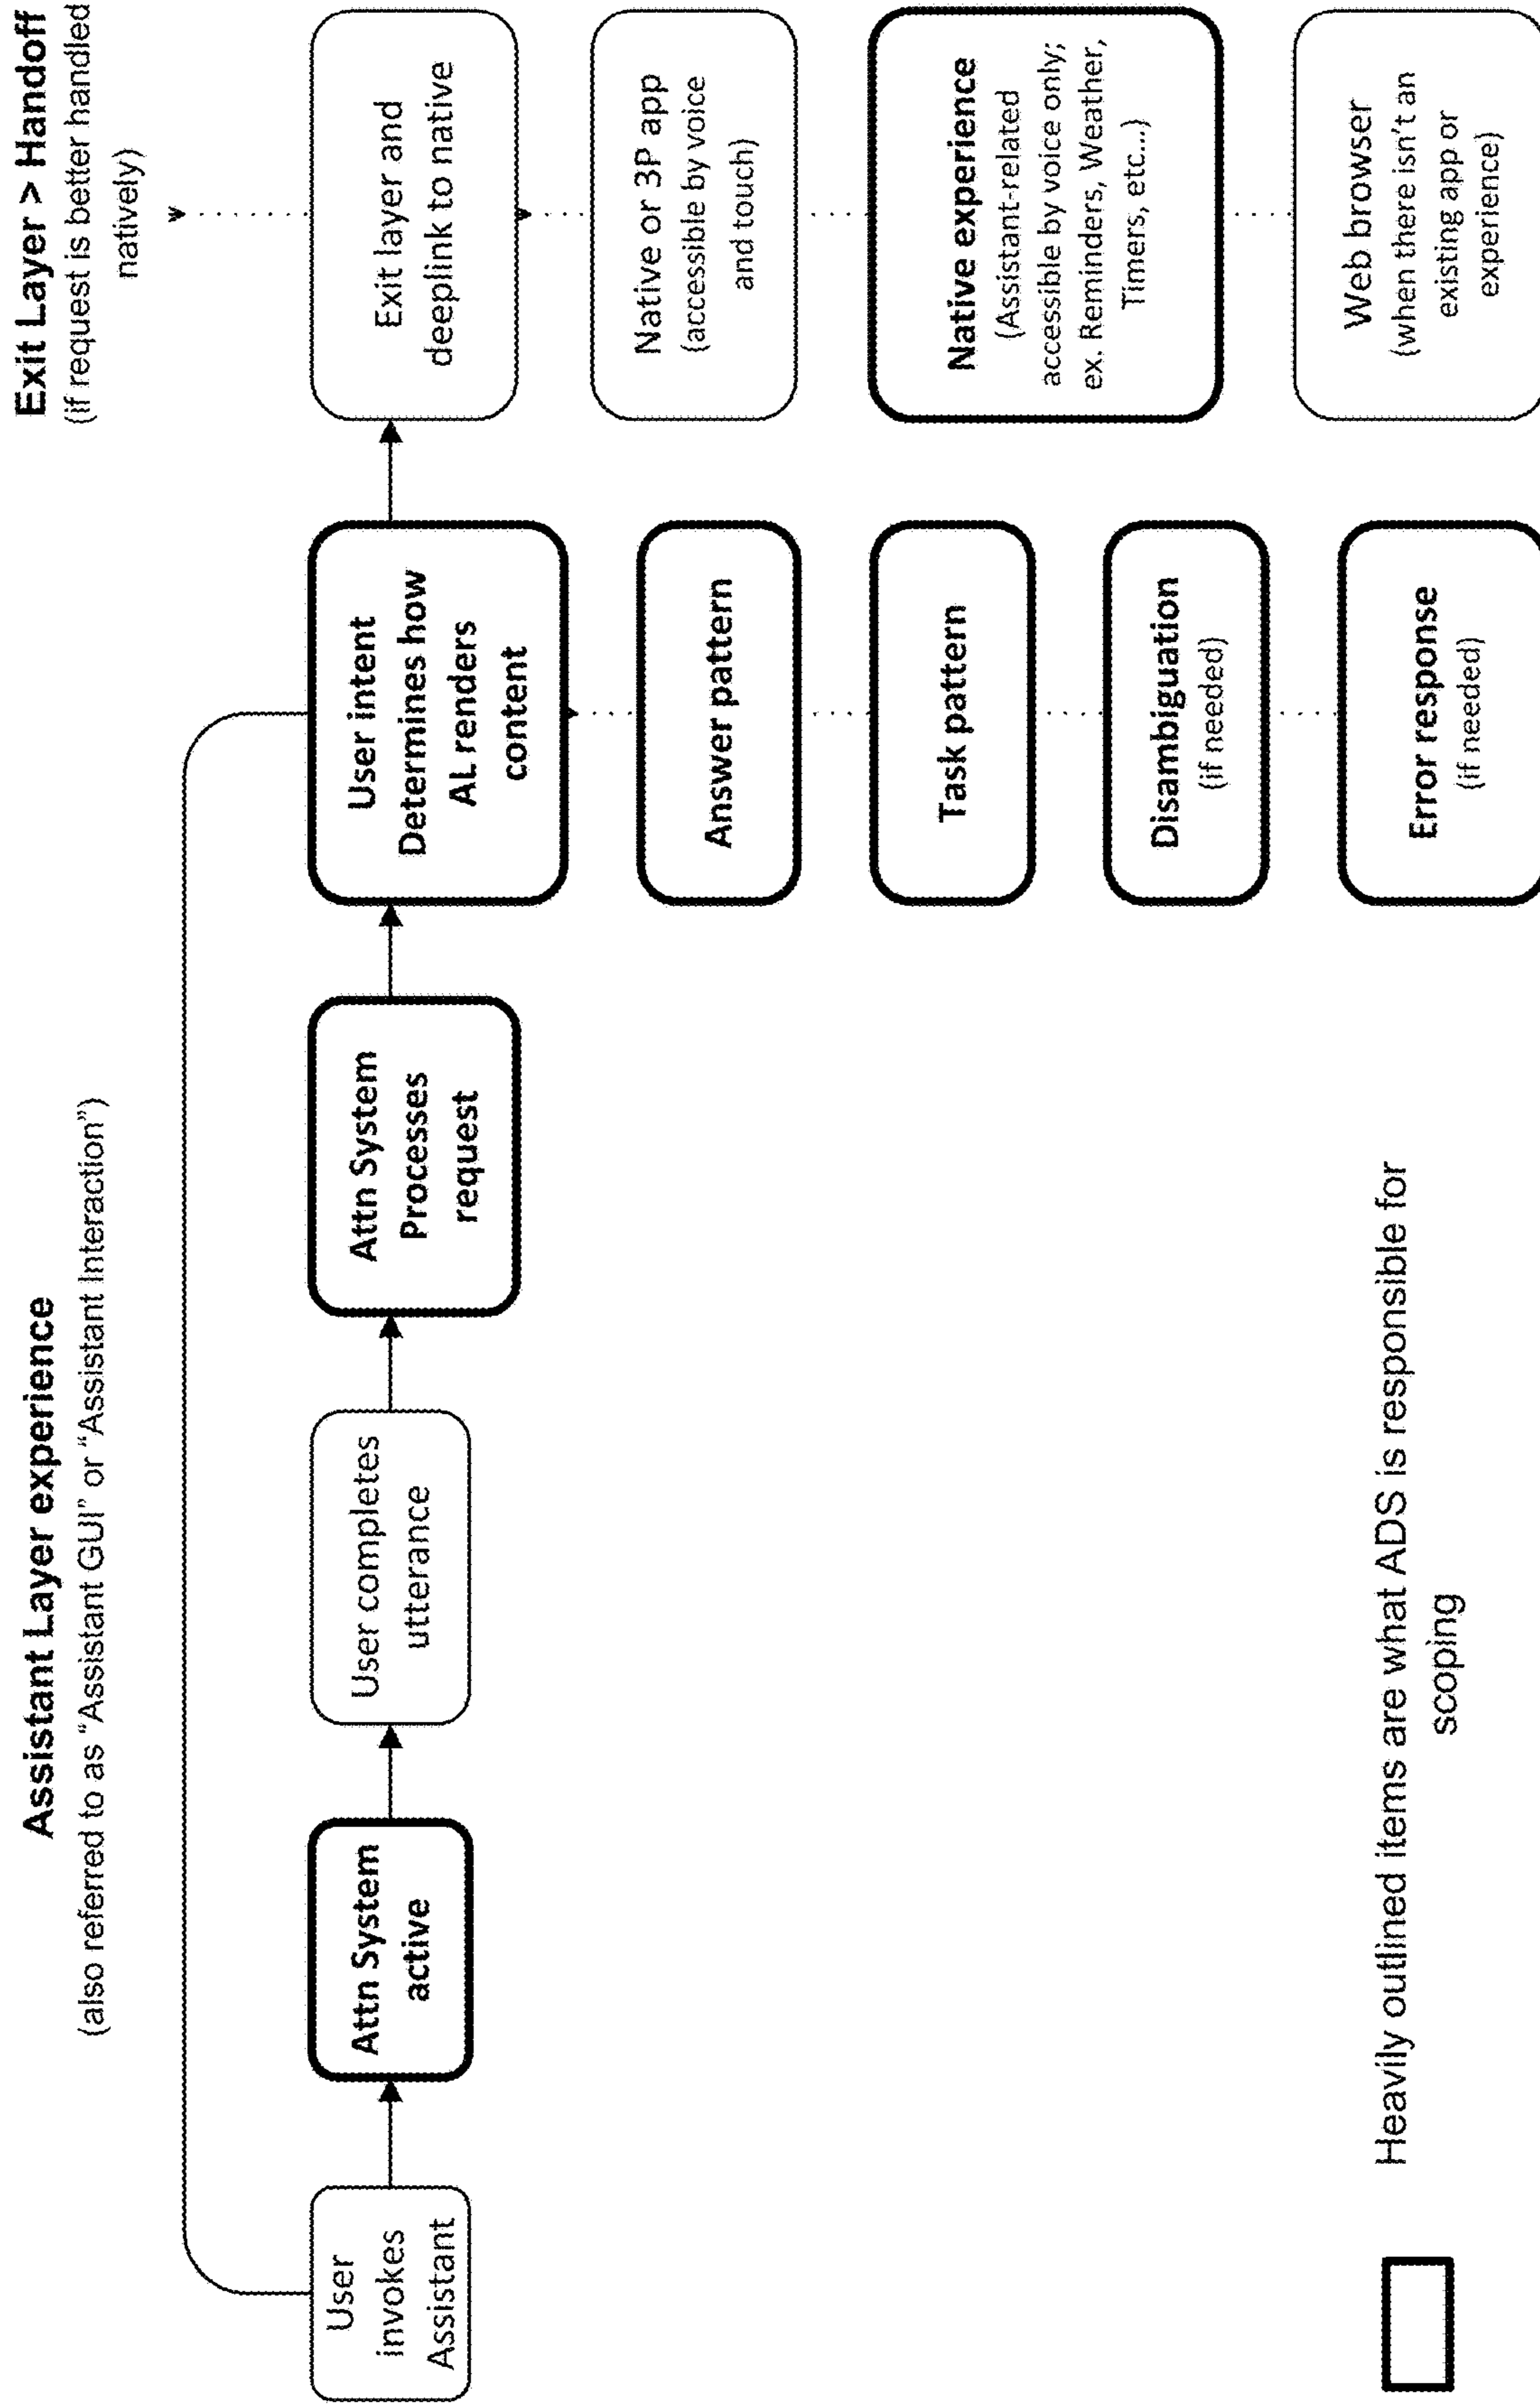 Assistant Layer experience
(also referred to as “Assistant GUI” or “Assistant Interaction”)
Exit Layer > Handoff
(if request is better handled
natively)
User
invokes
Assistant
Attn System
active
User completes
utterance
Attn System
Processes
request
User intent
Determines how
AL renders
content
Exit layer and
deeplink to native
Answer pattern
Task pattern
Disambiguation
(if needed)
Error response
(if needed)
Native or 3P app
(accessible by voice
and touch)
Native experience
(Assistant-related
accessible by voice only;
ex. Reminders, Weather,
Timers, etc...)
Web browser
(when there isn't an
existing app or
experience)
Heavily outlined items are what ADS is responsible for
scoping